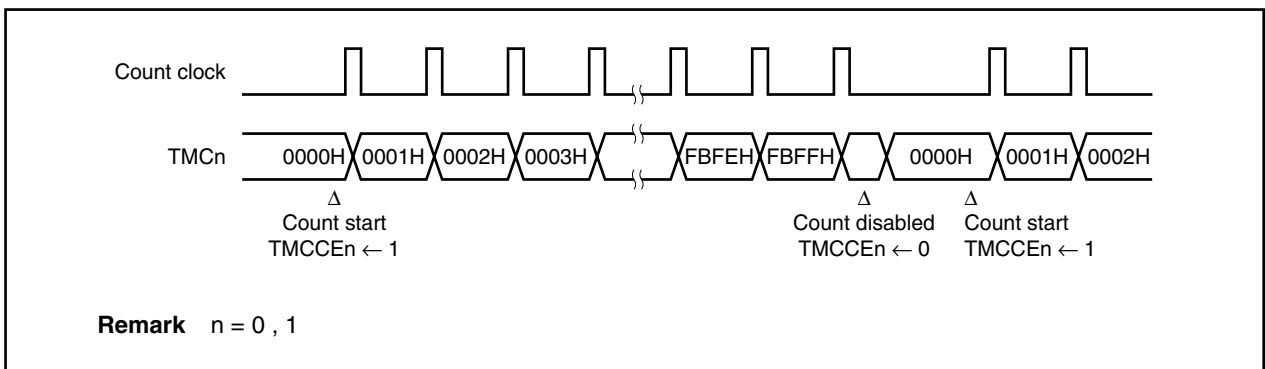 Count clock
TMCn 0000H 0001H 0002H 0003H FBFEH FBFFH 0000H 0001H 0002H
Δ Δ Δ
Count start Count disabled Count start
TMCCEn ← 1 TMCCEn ← 0 TMCCEn ← 1
Remark n = 0 , 1